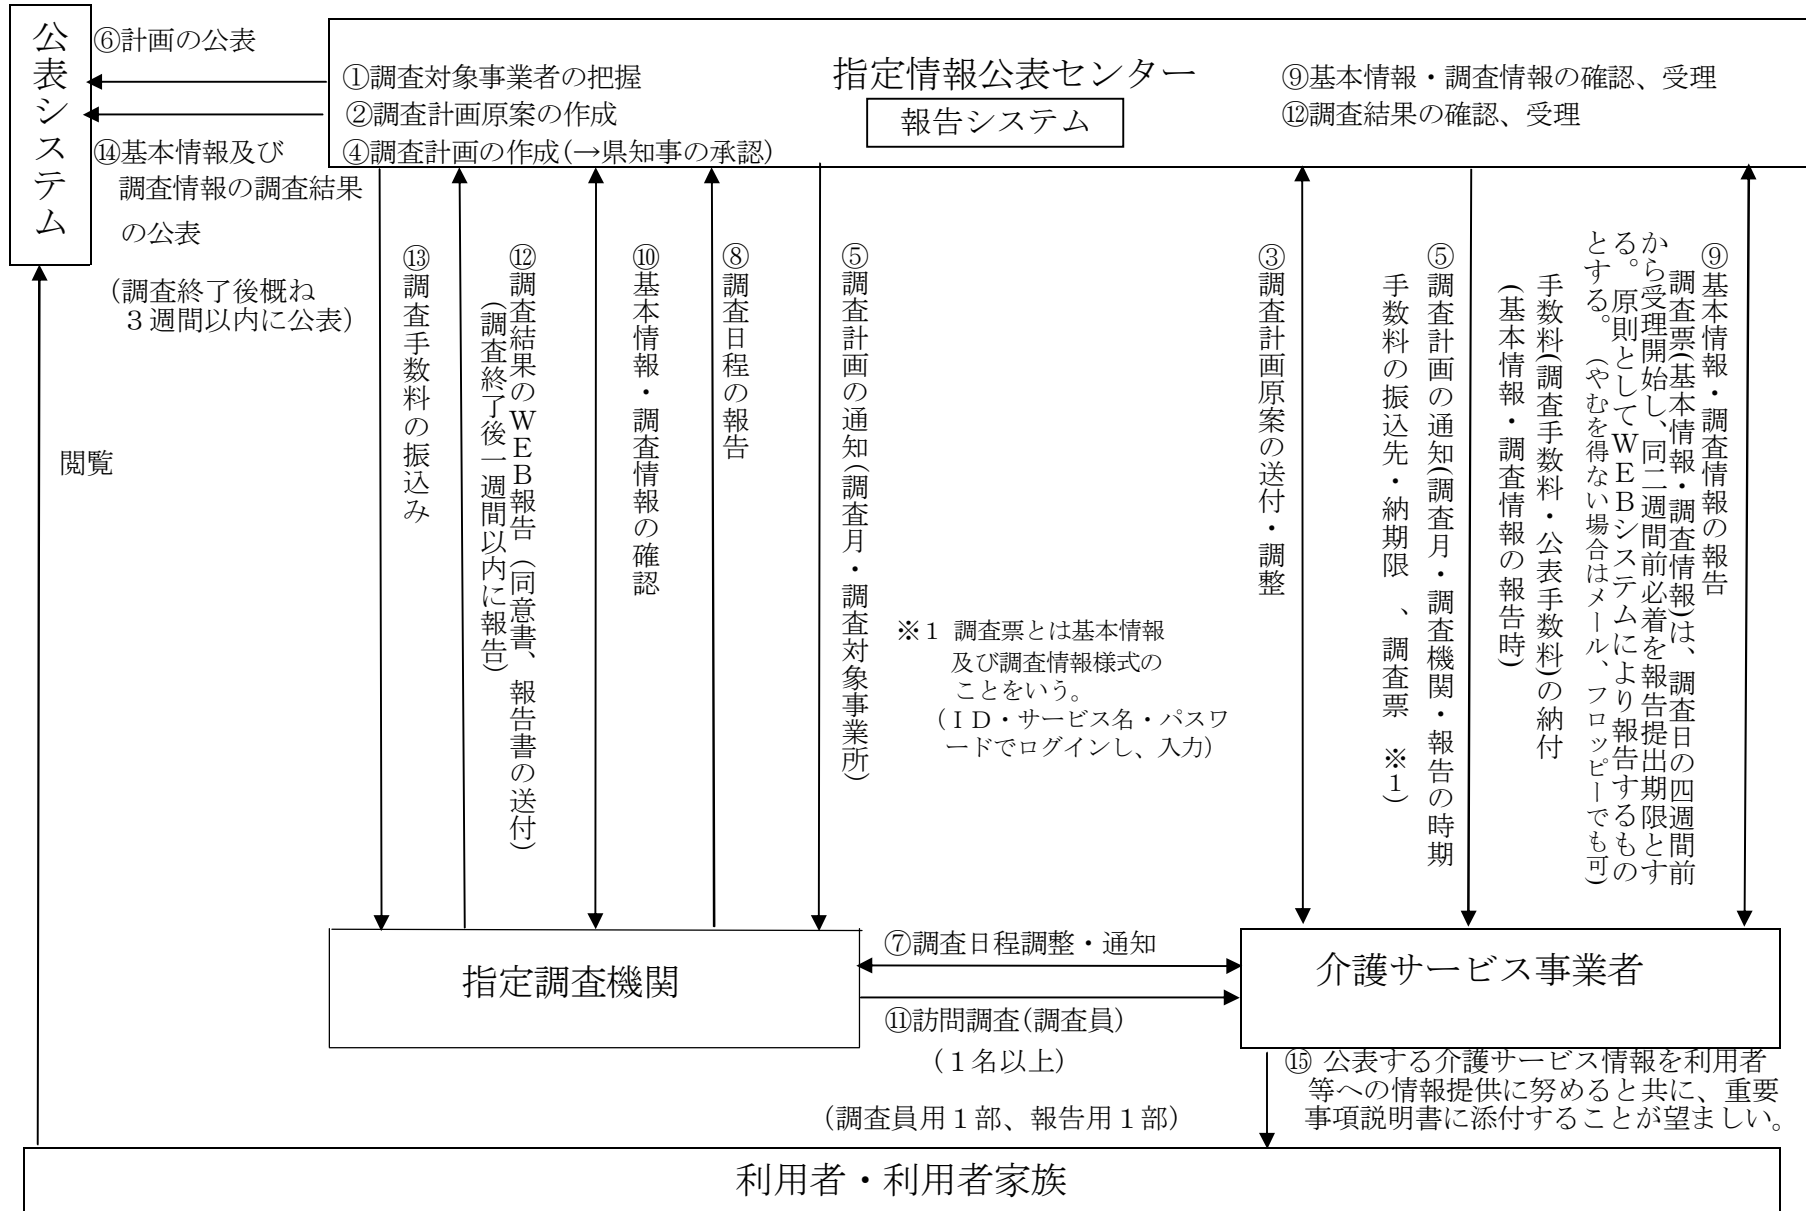 公表システム
⑥計画の公表
①調査対象事業者の把握
②調査計画原案の作成
④調査計画の作成(→県知事の承認)
指定情報公表センター
報告システム
⑨基本情報・調査情報の確認、受理
⑫調査結果の確認、受理
⑭基本情報及び
調査情報の調査結果
の公表
(調査終了後概ね
３週間以内に公表)
閲覧
⑬調査手数料の振込み
⑫調査結果のＷＥＢ報告（同意書、報告書の送付）
(調査終了後一週間以内に報告)
⑩基本情報・調査情報の確認
⑧調査日程の報告
⑤調査計画の通知(調査月・調査対象事業所)
※１ 調査票とは基本情報
及び調査情報様式の
ことをいう。
（ＩＤ・サービス名・パスワ
ードでログインし、入力）
③調査計画原案の送付・調整
⑤調査計画の通知(調査月・調査機関・報告の時期
手数料の振込先・納期限 、調査票 ※１)
⑨基本情報・調査情報の報告
調査票(基本情報・調査情報)は、調査日の四週間前
から受理開始し、同二週間前必着を報告提出期限とす
る。原則としてＷＥＢシステムにより報告するもの
とする。（やむを得ない場合はメール、フロッピーでも可）
手数料(調査手数料・公表手数料)の納付
(基本情報・調査情報の報告時)
指定調査機関
⑦調査日程調整・通知
⑪訪問調査(調査員)
（１名以上）
(調査員用１部、報告用１部)
介護サービス事業者
⑮ 公表する介護サービス情報を利用者
等への情報提供に努めると共に、重要
事項説明書に添付することが望ましい。
利用者・利用者家族